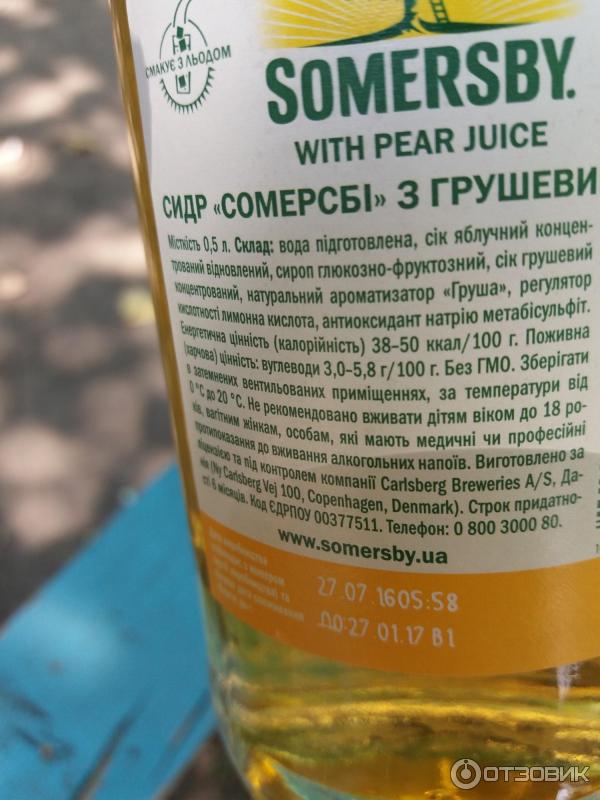 СМАКУЄ З ЛЬОДОМ
SOMERSBY.
WITH PEAR JUICE
СИДР «СОМЕРСБІ» З ГРУШЕВИ
Місткість 0,5 л. Склад: вода підготовлена, сік яблучний концен-
трований відновлений, сироп глюкозно-фруктозний, сік грушевий
концентрований, натуральний ароматизатор «Груша», регулятор
кислотності лимонна кислота, антиоксидант натрію метабісульфіт.
Енергетична цінність (калорійність) 38–50 ккал/100 г. Поживна
(харчова) цінність: вуглеводи 3,0–5,8 г/100 г. Без ГМО. Зберігати
в затемнених вентильованих приміщеннях, за температури від
0 °C до 20 °C. Не рекомендовано вживати дітям віком до 18 ро-
ків, вагітним жінкам, особам, які мають медичні чи професійні
протипоказання до вживання алкогольних напоїв. Виготовлено за
ліцензією та під контролем компанії Carlsberg Breweries A/S, Да-
нія (Ny Carlsberg Vej 100, Copenhagen, Denmark). Строк придатно-
сті 6 місяців. Код ЄДРПОУ 00377511. Телефон: 0 800 3000 80.
www.somersby.ua
27.07.1605:58
ДО:27.01.17 В1
ОТЗОВИК